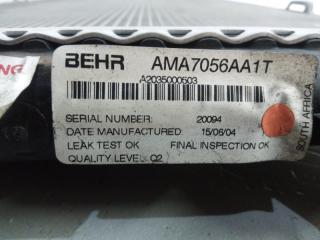 BEHR AMA7056AA1T
A2035000503
SERIAL NUMBER: 20094
DATE MANUFACTURED: 15/06/04
LEAK TEST OK FINAL INSPECTION OK
QUALITY LEVEL: Q2
SOUTH AFRICA